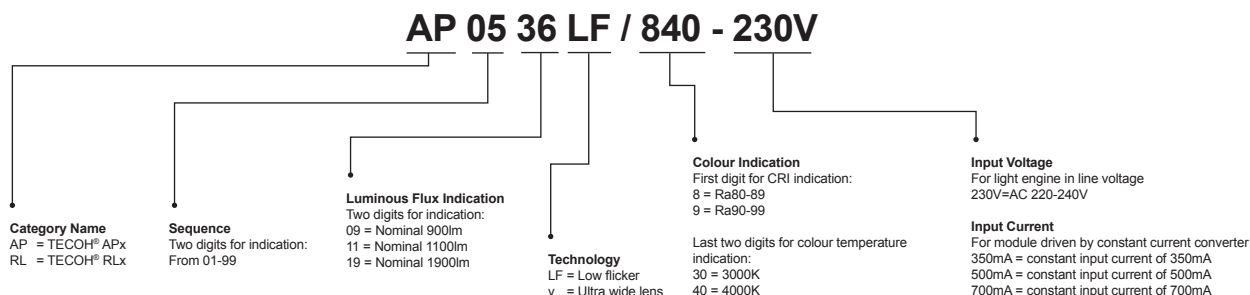 AP 05 36 LF / 840 - 230V
Category Name
AP = TECOH® APx
RL = TECOH® RLx
Sequence
Two digits for indication:
From 01-99
Luminous Flux Indication
Two digits for indication:
09 = Nominal 900lm
11 = Nominal 1100lm
19 = Nominal 1900lm
Technology
LF = Low flicker
v = Ultra wide lens
Colour Indication
First digit for CRI indication:
8 = Ra80-89
9 = Ra90-99
Last two digits for colour temperature
indication:
30 = 3000K
40 = 4000K
Input Voltage
For light engine in line voltage
230V=AC 220-240V
Input Current
For module driven by constant current converter
350mA = constant input current of 350mA
500mA = constant input current of 500mA
700mA = constant input current of 700mA